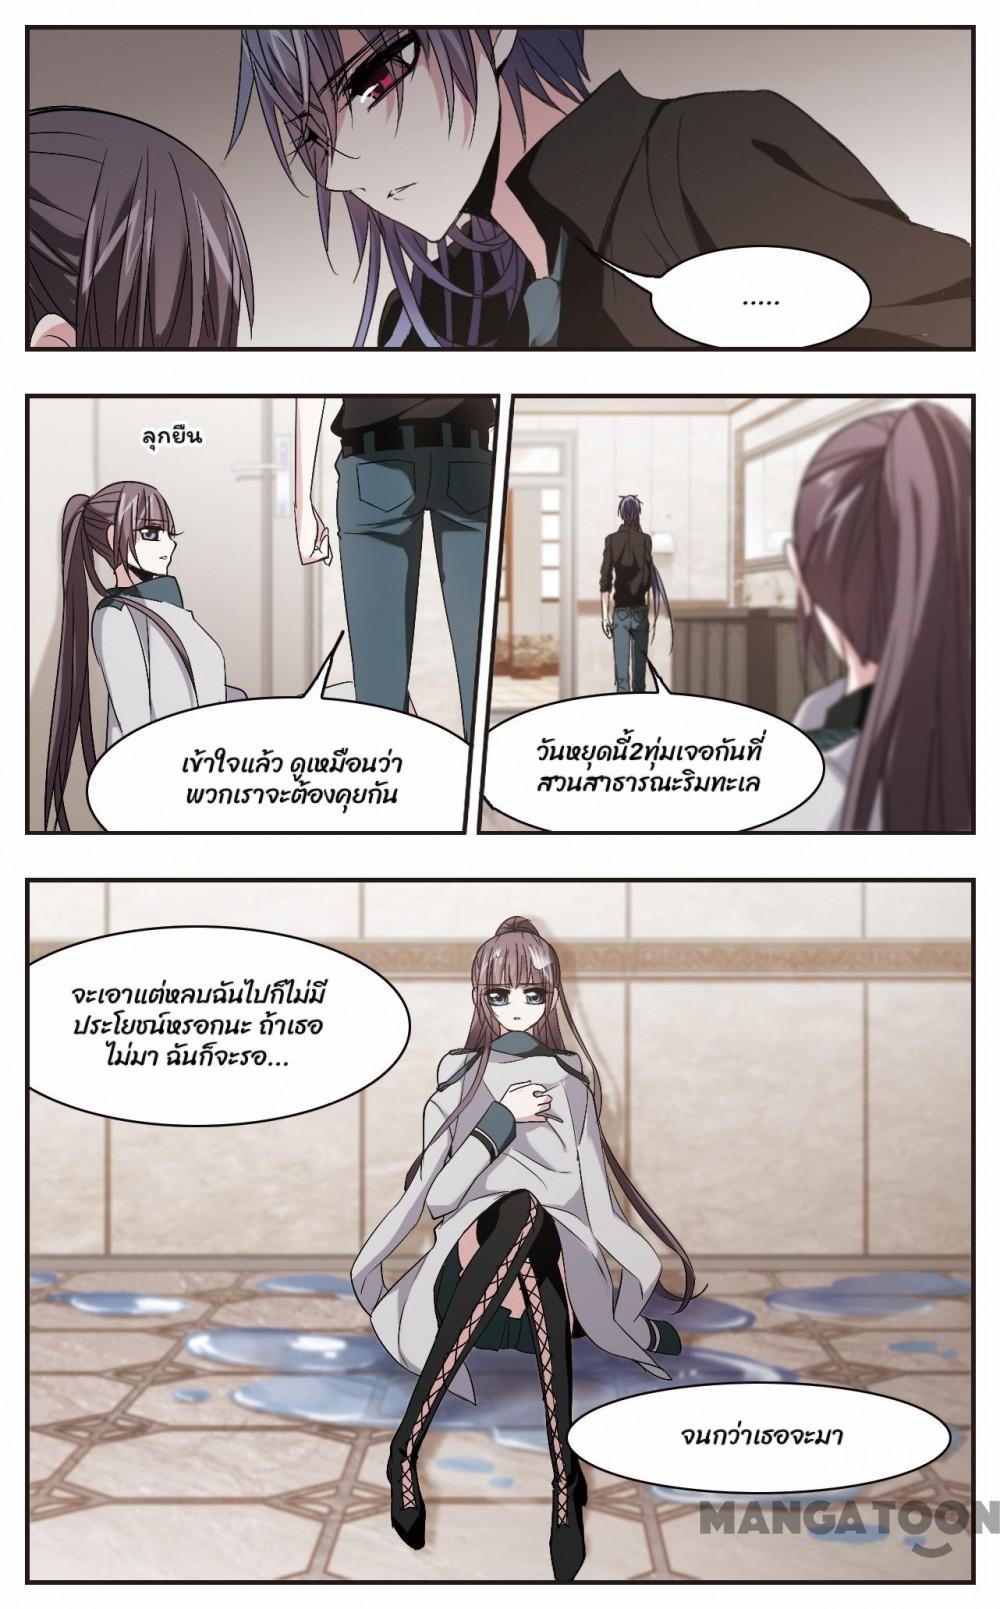 .....
ลุกยืน
เข้าใจแล้ว ดูเหมือนว่า
พวกเราจะต้องคุยกัน
วันหยุดนี้2ทุ่มเจอกันที่
สวนสาธารณะริมทะเล
จะเอาแต่หลบฉันไปก็ไม่มี
ประโยชน์หรอกนะ ถ้าเธอ
ไม่มา ฉันก็จะรอ...
จนกว่าเธอจะมา
MANGATOON